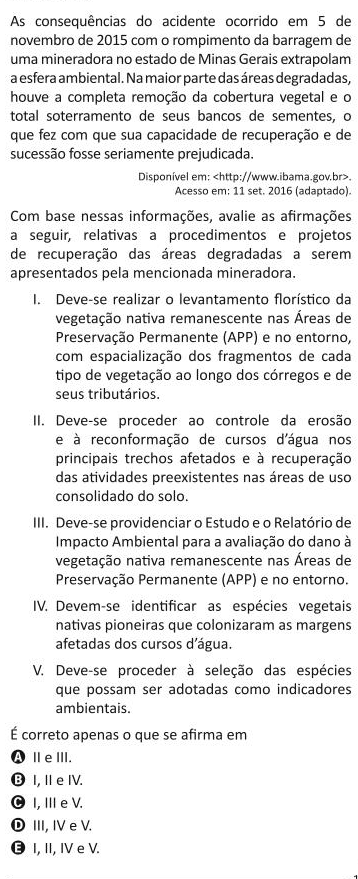 As consequências do acidente ocorrido em 5 de
novembro de 2015 com o rompimento da barragem de
uma mineradora no estado de Minas Gerais extrapolam
a esfera ambiental. Na maior parte das áreas degradadas,
houve a completa remoção da cobertura vegetal e o
total soterramento de seus bancos de sementes, o
que fez com que sua capacidade de recuperação e de
sucessão fosse seriamente prejudicada.
Disponível em: <http://www.ibama.gov.br>.
Acesso em: 11 set. 2016 (adaptado).
Com base nessas informações, avalie as afirmações
a seguir, relativas a procedimentos e projetos
de recuperação das áreas degradadas a serem
apresentados pela mencionada mineradora.
I. Deve-se realizar o levantamento florístico da
vegetação nativa remanescente nas Áreas de
Preservação Permanente (APP) e no entorno,
com espacialização dos fragmentos de cada
tipo de vegetação ao longo dos córregos e de
seus tributários.
II. Deve-se proceder ao controle da erosão
e à reconformação de cursos d’água nos
principais trechos afetados e à recuperação
das atividades preexistentes nas áreas de uso
consolidado do solo.
III. Deve-se providenciar o Estudo e o Relatório de
Impacto Ambiental para a avaliação do dano à
vegetação nativa remanescente nas Áreas de
Preservação Permanente (APP) e no entorno.
IV. Devem-se identificar as espécies vegetais
nativas pioneiras que colonizaram as margens
afetadas dos cursos d’água.
V. Deve-se proceder à seleção das espécies
que possam ser adotadas como indicadores
ambientais.
É correto apenas o que se afirma em
A II e III.
B I, II e IV.
C I, III e V.
D III, IV e V.
E I, II, IV e V.